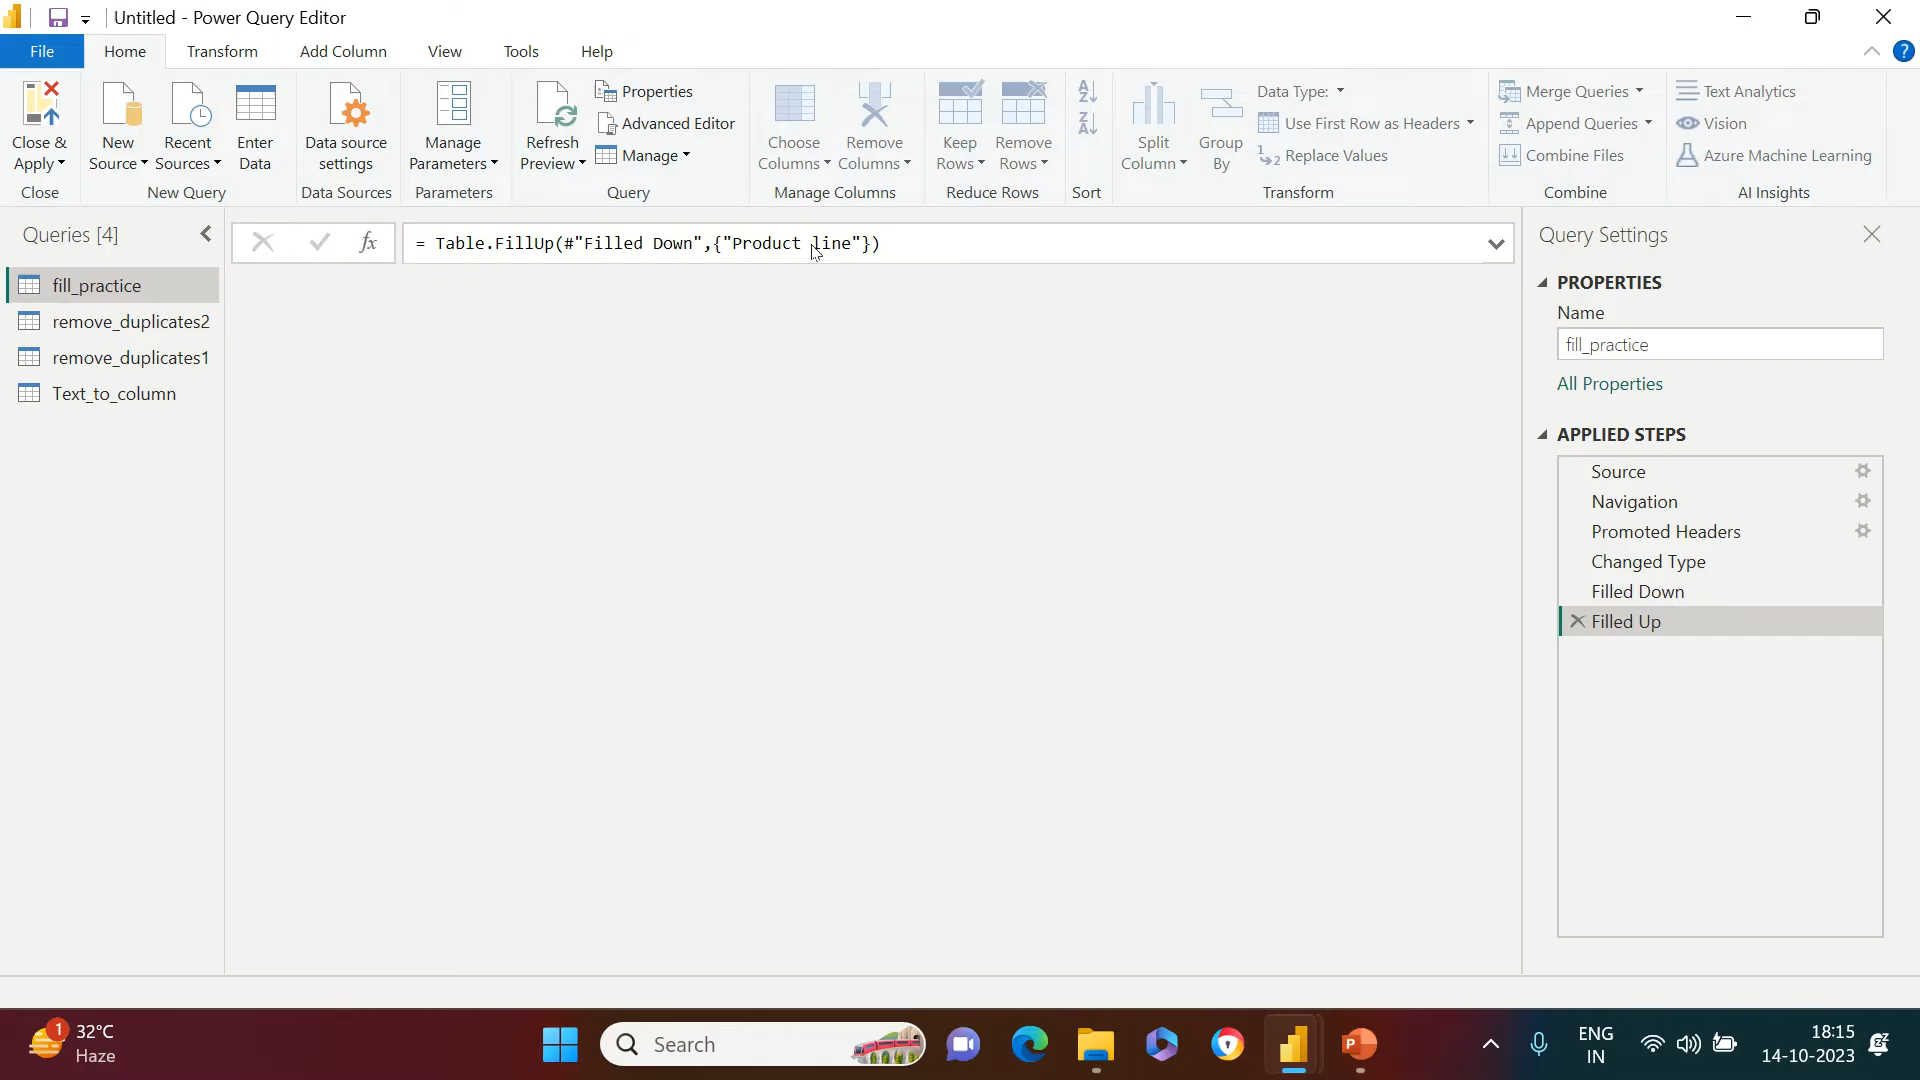 Untitled - Power Query Editor
File
Home
Transform
Add Column
View
Tools
Help
?
Close &
Apply
Close
New
Source
Recent
Sources
Enter
Data
New Query
Data source
settings
Data Sources
Manage
Parameters
Parameters
Refresh
Preview
Properties
Advanced Editor
Manage
Query
Choose
Columns
Remove
Columns
Manage Columns
Keep
Rows
Remove
Rows
Reduce Rows
A
Z
Z
A
Sort
Split
Column
Group
By
Data Type:
Use First Row as Headers
1
2
Replace Values
Transform
Merge Queries
Append Queries
Combine Files
Combine
Text Analytics
Vision
Azure Machine Learning
AI Insights
Queries [4]
fill_practice
remove_duplicates2
remove_duplicates1
Text_to_column
fx
= Table.FillUp(#"Filled Down",{"Product line"})
Query Settings
PROPERTIES
Name
fill_practice
All Properties
APPLIED STEPS
Source
Navigation
Promoted Headers
Changed Type
Filled Down
Filled Up
1
32°C
Haze
Search
P
ENG
IN
18:15
14-10-2023